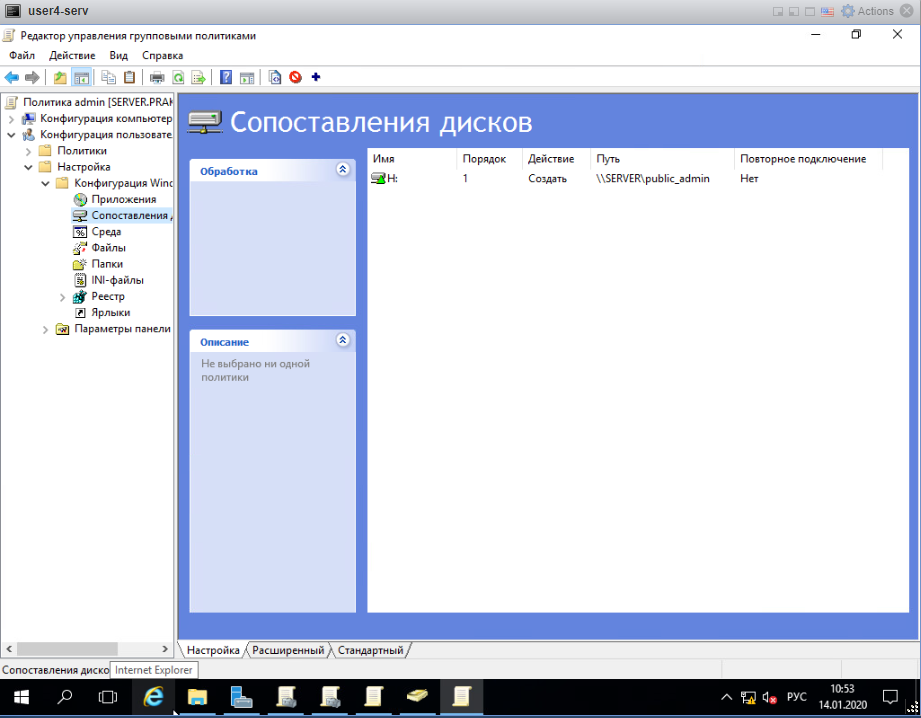 user4-serv
Actions
Редактор управления групповыми политиками
Файл Действие Вид Справка
Политика admin [SERVER.PRAK
Конфигурация компьютер
Конфигурация пользовате
Политики
Настройка
Конфигурация Wind
Приложения
Сопоставления д
Среда
Файлы
Папки
INI-файлы
Реестр
Ярлыки
Параметры панели
Сопоставления дисков
Обработка
Описание
Не выбрано ни одной
политики
Имя Порядок Действие Путь Повторное подключение
H: 1 Создать \\SERVER\public_admin Нет
Настройка Расширенный Стандартный
Сопоставления диско
Internet Explorer
РУС
10:53
14.01.2020